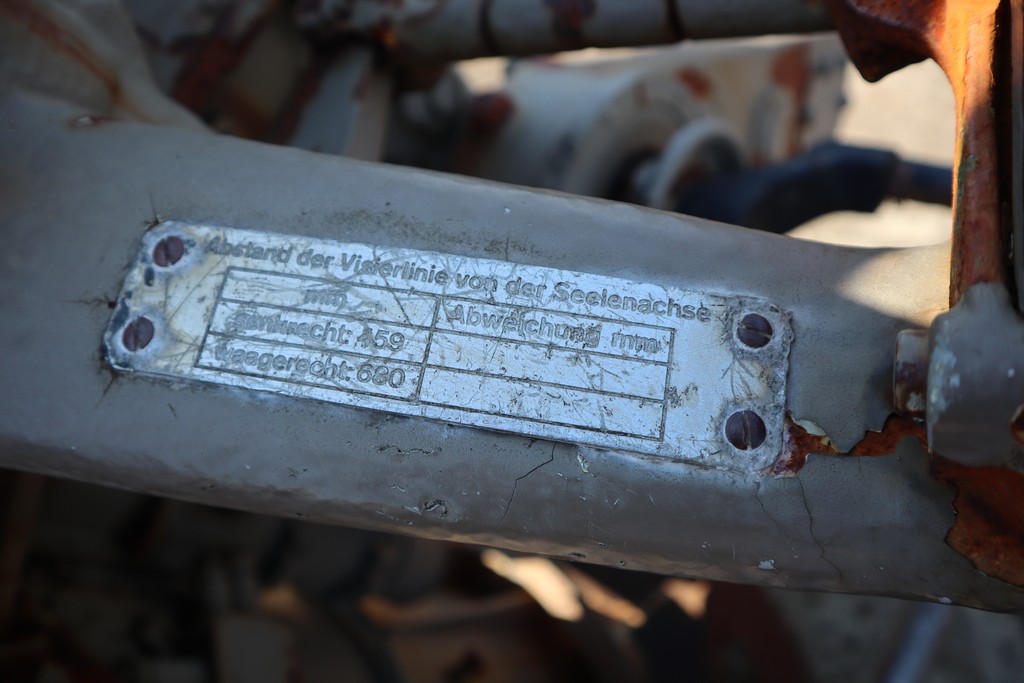 Abstand der Visierlinie von der Seelenachse
mm Abweichung mm
senkrecht: 459
waagerecht: 680